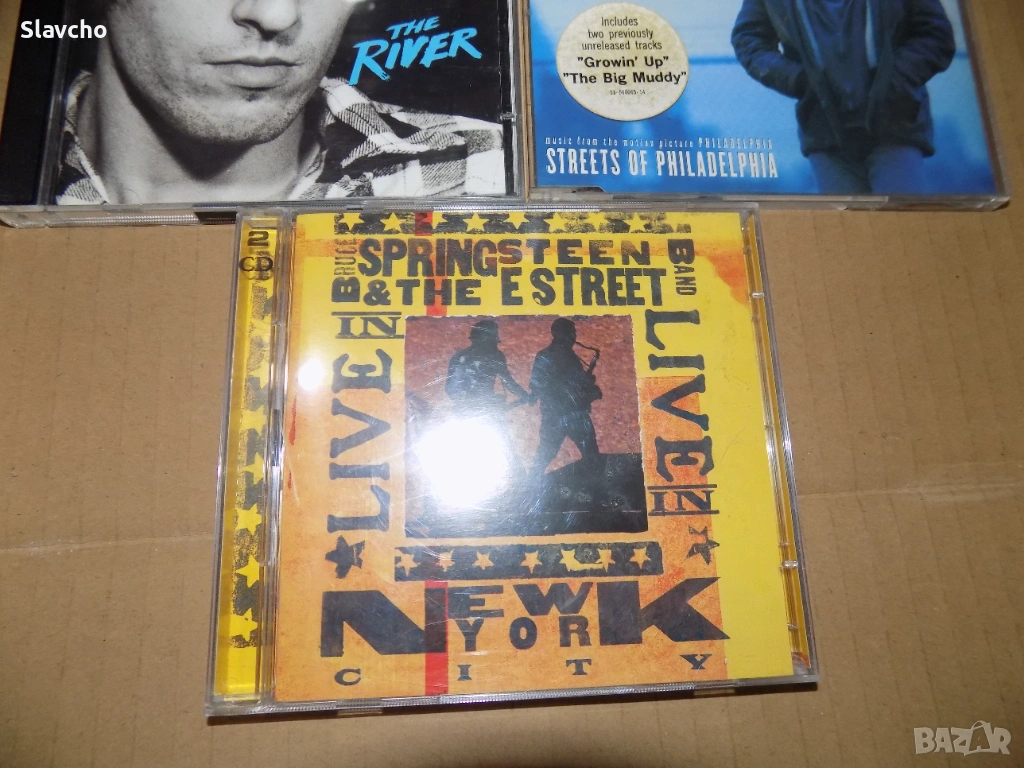 Slavcho
THE
RIVER
Includes
two previously
unreleased tracks
"Growin' Up"
"The Big Muddy"
music from the motion picture PHILADELPHIA
STREETS OF PHILADELPHIA
2
CD
BRUCE SPRINGSTEEN
& THE E STREET BAND
LIVE IN
LIVE IN
NEW
YORK
CITY
BAZAR